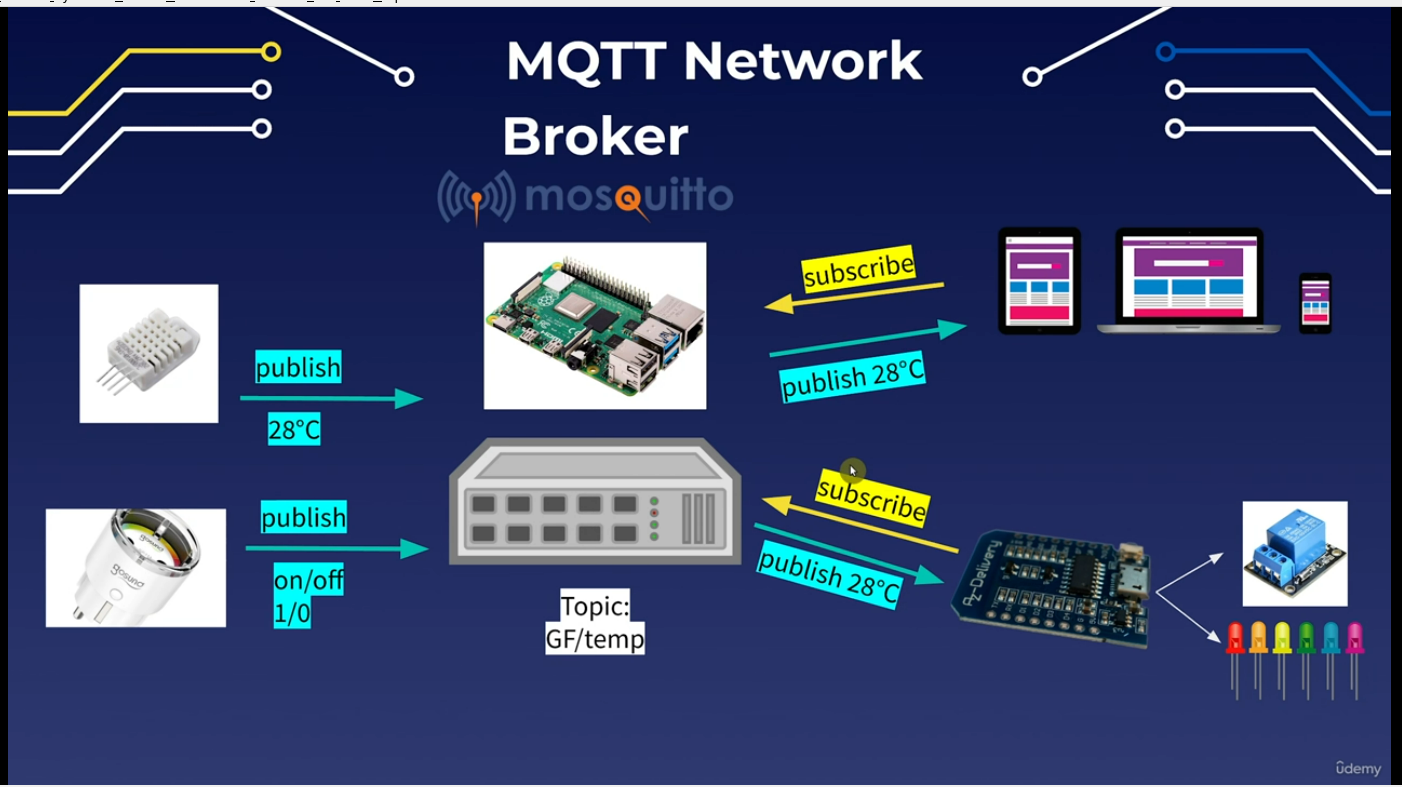 MQTT Network
Broker
mosquitto
subscribe
publish 28°C
publish
28°C
publish
on/off
1/0
subscribe
publish 28°C
Topic:
GF/temp
gosund
AZ-Delivery
udemy